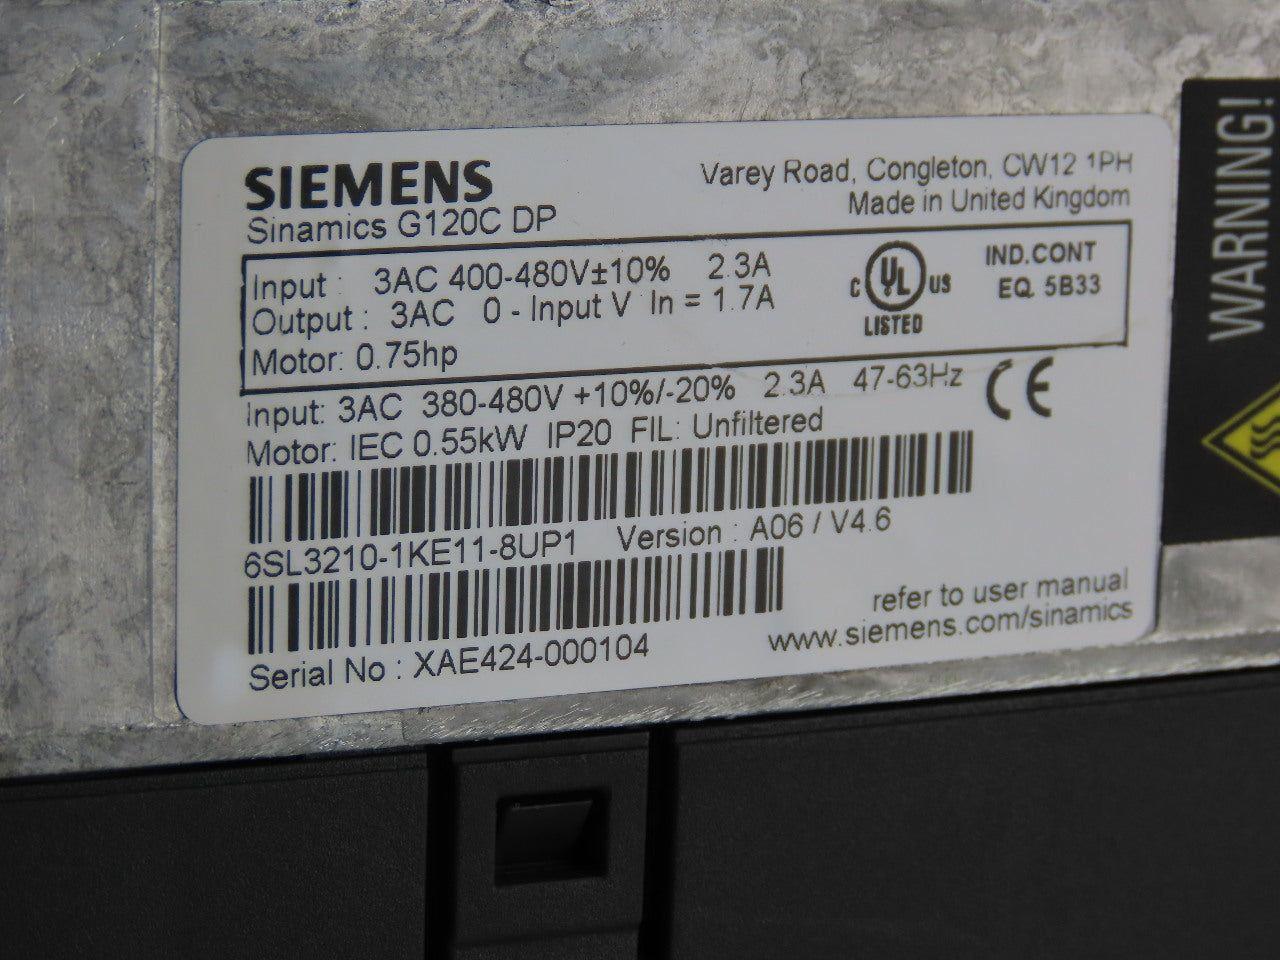 SIEMENS
Sinamics G120C DP
Varey Road, Congleton, CW12 1PH
Made in United Kingdom
Input : 3AC 400-480V±10% 2.3A
Output : 3AC 0 - Input V In = 1.7A
Motor: 0.75hp
C UL US
LISTED
IND.CONT
EQ. 5B33
Input: 3AC 380-480V +10%/-20% 2.3A 47-63Hz
CE
Motor: IEC 0.55kW IP20 FIL: Unfiltered
6SL3210-1KE11-8UP1 Version : A06 / V4.6
Serial No : XAE424-000104
refer to user manual
www.siemens.com/sinamics
WARNING!